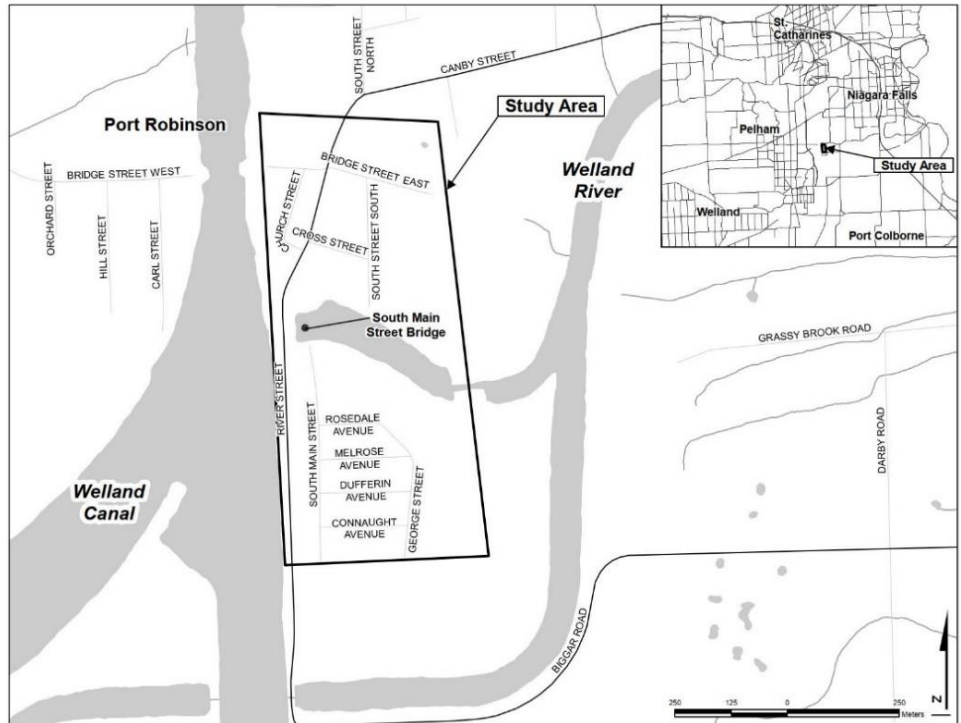 SOUTH STREET
NORTH
CANBY STREET
Port Robinson
Study Area
Welland
River
BRIDGE STREET WEST
BRIDGE STREET EAST
ORCHARD STREET
HILL STREET
CARL STREET
CHURCH STREET
CROSS STREET
SOUTH STREET SOUTH
South Main
Street Bridge
RIVER STREET
SOUTH MAIN STREET
ROSEDALE
AVENUE
MELROSE
AVENUE
DUFFERIN
AVENUE
CONNAUGHT
AVENUE
GEORGE STREET
Welland
Canal
GRASSY BROOK ROAD
DARBY ROAD
BIGGAR ROAD
St.
Catharines
Niagara Falls
Pelham
Study Area
Welland
Port Colborne
250 125 0 250
Meters
N